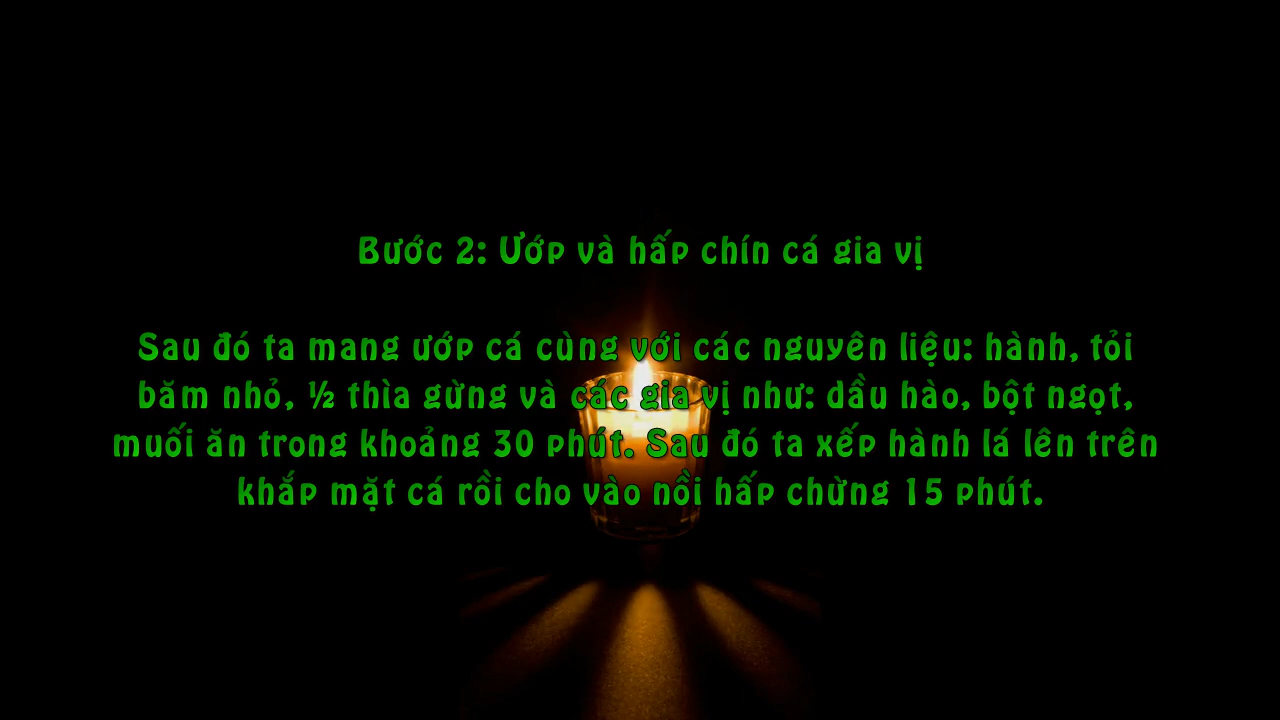 Bước 2: Ướp và hấp chín cá gia vị
Sau đó ta mang ướp cá cùng với các nguyên liệu: hành, tỏi
băm nhỏ, ½ thìa gừng và các gia vị như: dầu hào, bột ngọt,
muối ăn trong khoảng 30 phút. Sau đó ta xếp hành lá lên trên
khắp mặt cá rồi cho vào nồi hấp chừng 15 phút.